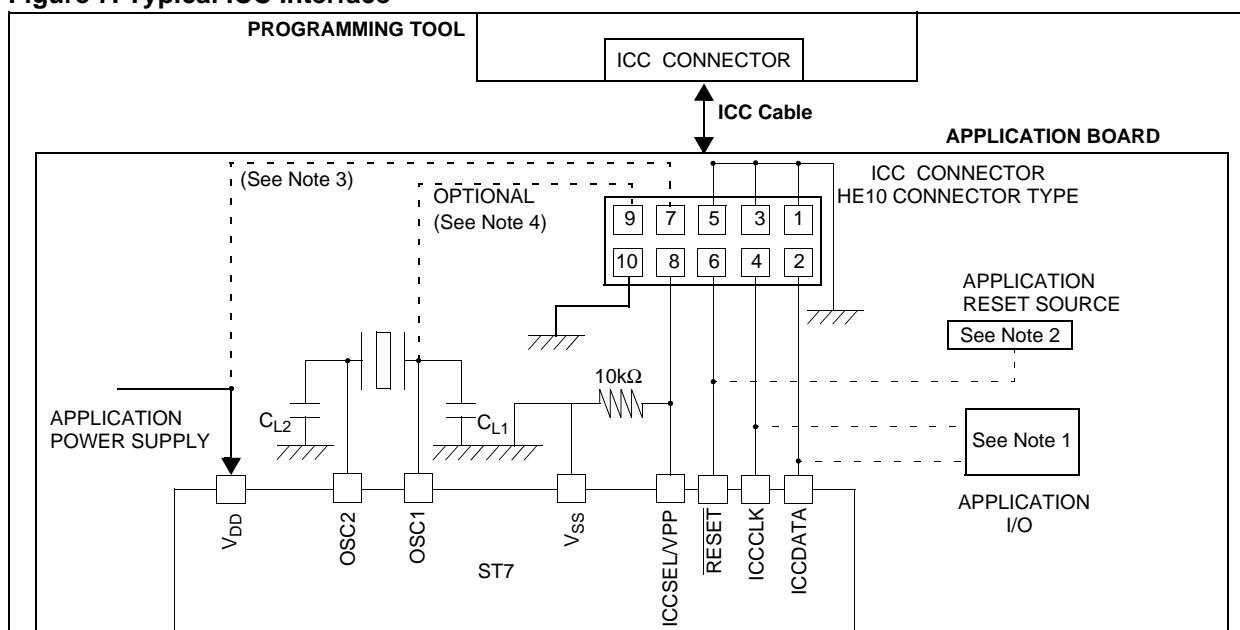 Figure 7. Typical ICC Interface
PROGRAMMING TOOL
ICC CONNECTOR
ICC Cable
APPLICATION BOARD
(See Note 3)
OPTIONAL
(See Note 4)
ICC CONNECTOR
HE10 CONNECTOR TYPE
9 7 5 3 1
10 8 6 4 2
APPLICATION
RESET SOURCE
See Note 2
10kΩ
CL2
CL1
APPLICATION
POWER SUPPLY
See Note 1
APPLICATION
I/O
VDD
OSC2
OSC1
VSS
ICCSEL/VPP
RESET
ICCCLK
ICCDATA
ST7